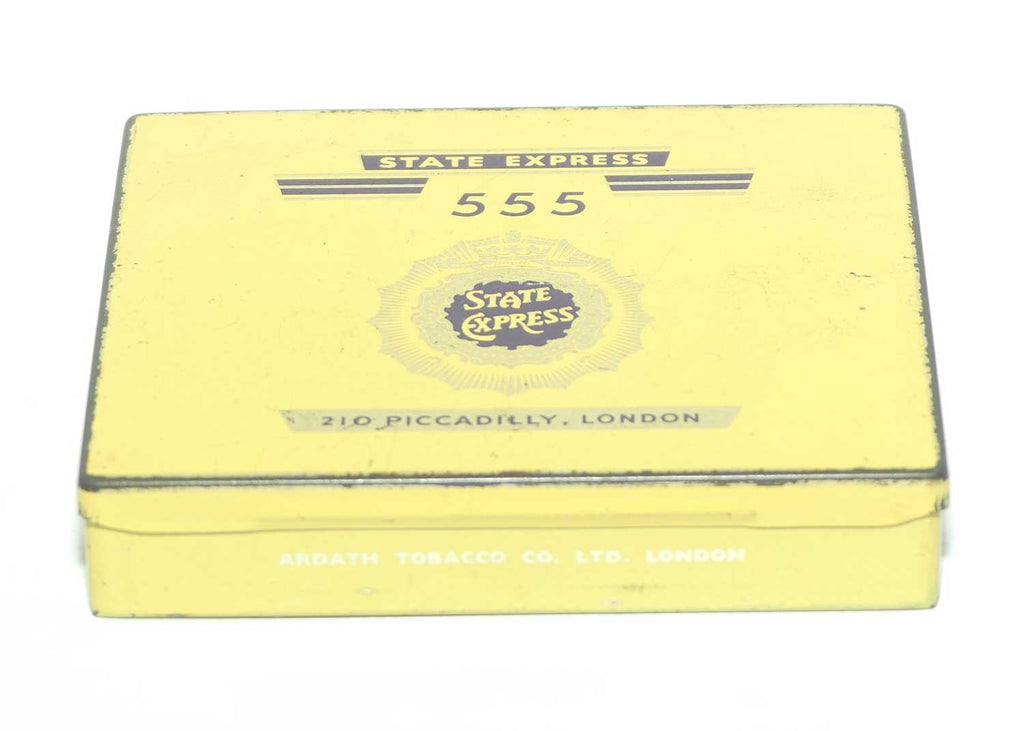 STATE EXPRESS
555
STATE
EXPRESS
210 PICCADILLY, LONDON
ARDATH TOBACCO CO. LTD. LONDON